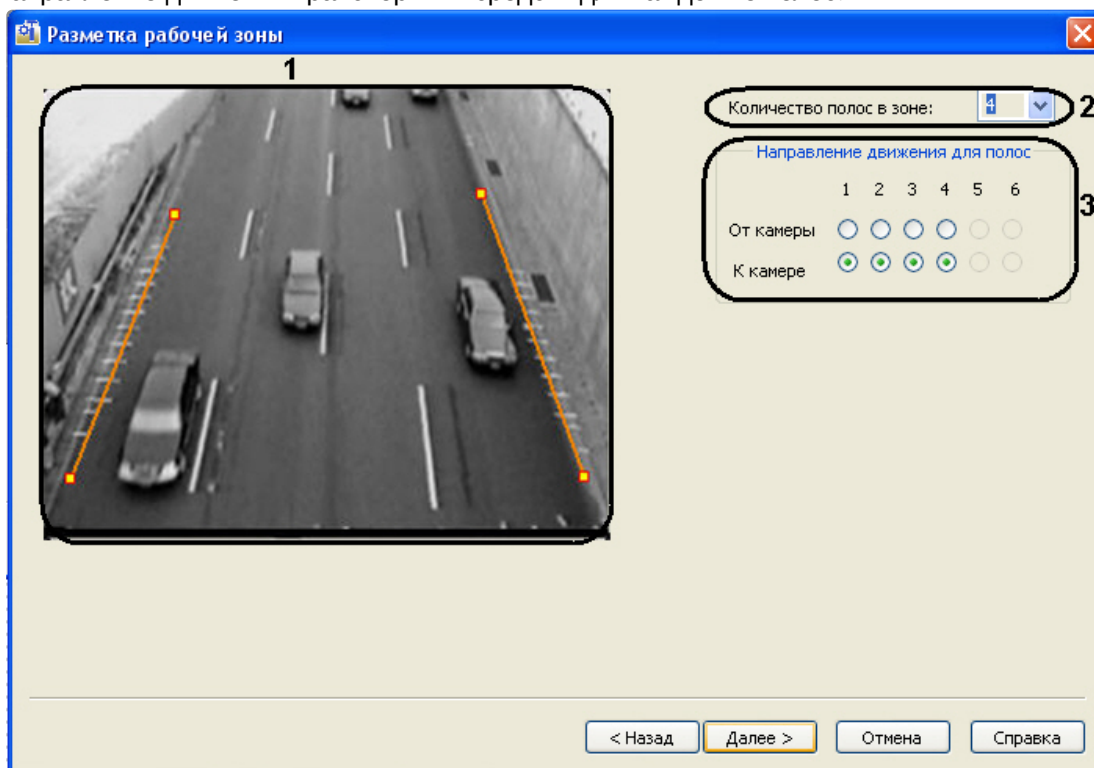 Разметка рабочей зоны
1
Количество полос в зоне: 4
2
Направление движения для полос
1 2 3 4 5 6
3
От камеры
К камере
< Назад
Далее >
Отмена
Справка